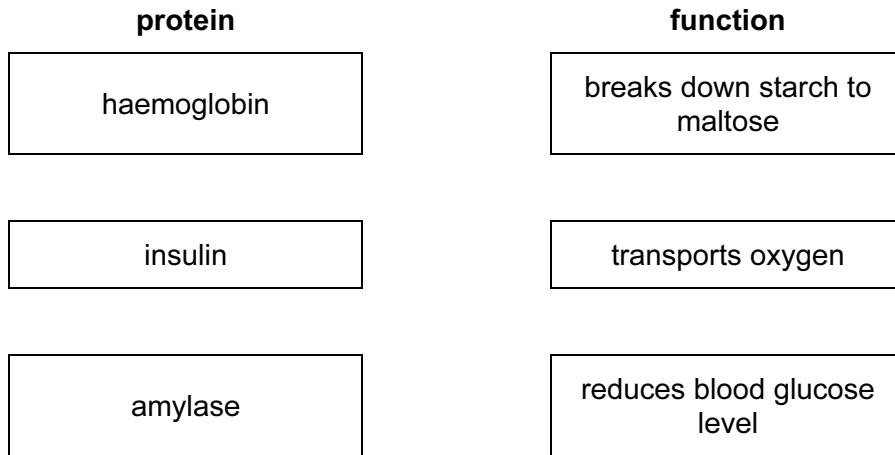 protein
function
haemoglobin
breaks down starch to
maltose
insulin
transports oxygen
amylase
reduces blood glucose
level